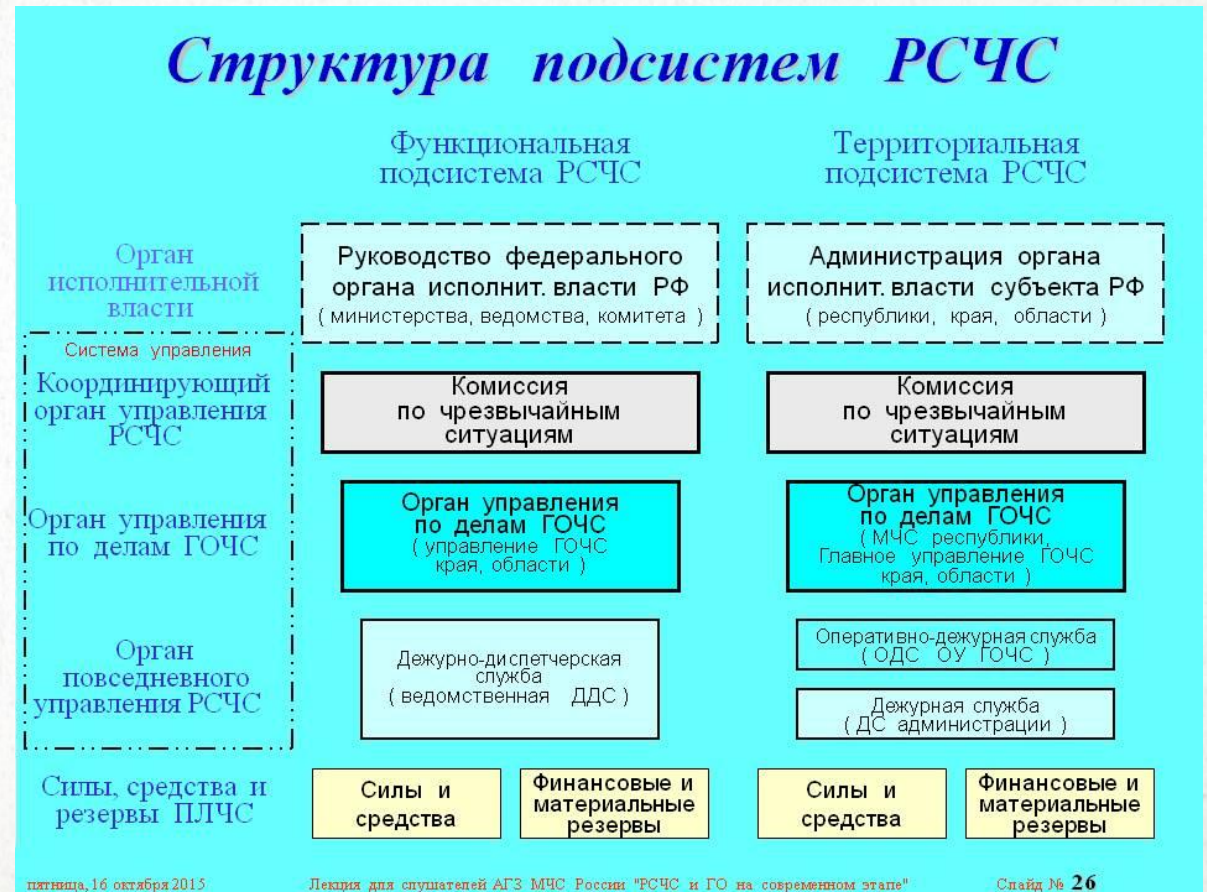 Структура подсистем РСЧС
Функциональная
подсистема РСЧС
Территориальная
подсистема РСЧС
Орган
исполнительной
власти
Руководство федерального
органа исполнит. власти РФ
( министерства, ведомства, комитета )
Администрация органа
исполнит. власти субъекта РФ
( республики, края, области )
Система управления
Координирующий
орган управления
РСЧС
Комиссия
по чрезвычайным
ситуациям
Комиссия
по чрезвычайным
ситуациям
Орган управления
по делам ГОЧС
Орган управления
по делам ГОЧС
( управление ГОЧС
края, области )
Орган управления
по делам ГОЧС
( МЧС республики,
Главное управление ГОЧС
края, области )
Орган
повседневного
управления РСЧС
Дежурно-диспетчерская
служба
( ведомственная ДДС )
Оперативно-дежурная служба
( ОДС ОУ ГОЧС )
Дежурная служба
( ДС администрации )
Силы, средства и
резервы ПЛЧС
Силы и
средства
Финансовые и
материальные
резервы
Силы и
средства
Финансовые и
материальные
резервы
пятница, 16 октября 2015
Лекция для слушателей АГЗ МЧС России "РСЧС и ГО на современном этапе"
Слайд № 26